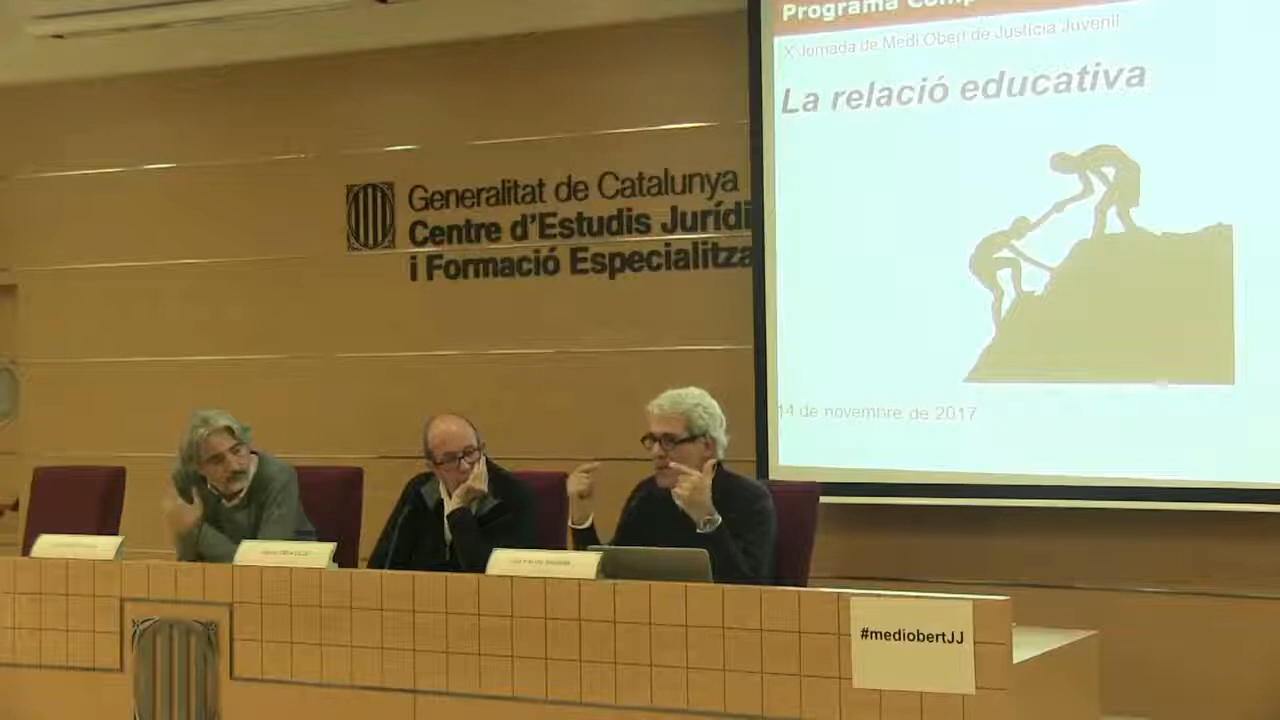 Programa Comp
X Jornada de Medi Obert de Justícia Juvenil
La relació educativa
14 de novembre de 2017
Generalitat de Catalunya
Centre d'Estudis Jurídi
i Formació Especialitza
#mediobertJJ